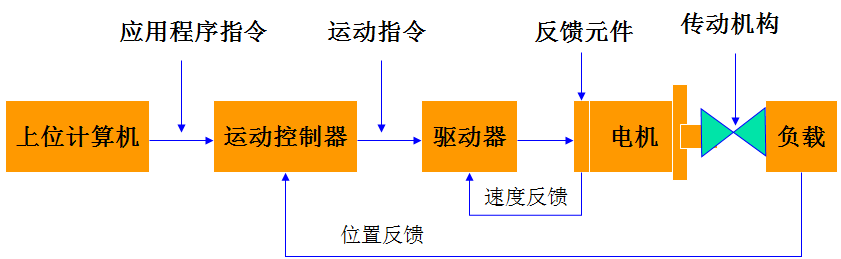 应用程序指令
运动指令
反馈元件
传动机构
上位计算机
运动控制器
驱动器
电机
负载
速度反馈
位置反馈